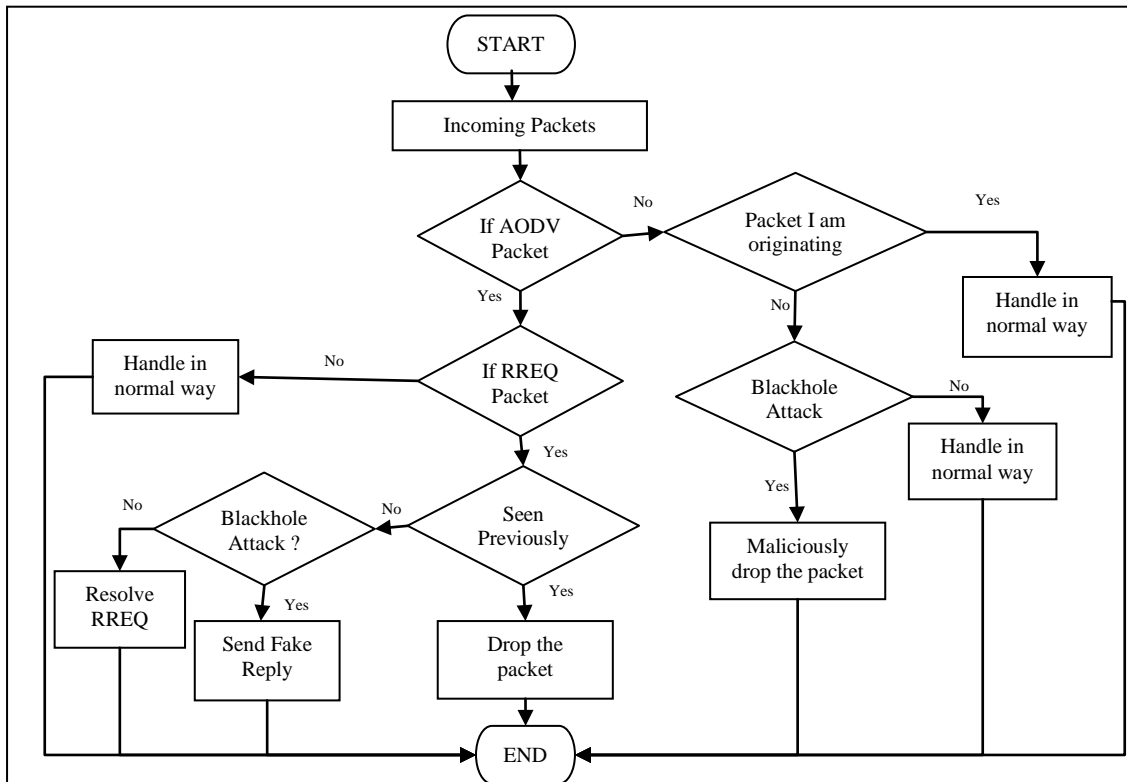 START
Incoming Packets
If AODV
Packet
No
Packet I am
originating
Yes
Handle in
normal way
Yes
No
If RREQ
Packet
No
Handle in
normal way
Blackhole
Attack
No
Handle in
normal way
Yes
Yes
Seen
Previously
No
Blackhole
Attack ?
No
Resolve
RREQ
Yes
Send Fake
Reply
Yes
Drop the
packet
Maliciously
drop the packet
END